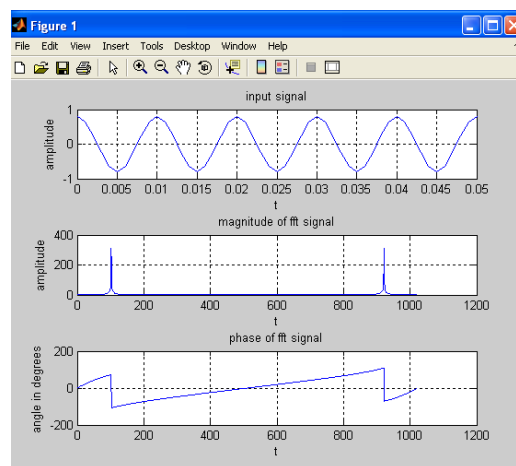 Figure 1
File Edit View Insert Tools Desktop Window Help
input signal
amplitude
1
0
-1
0 0.005 0.01 0.015 0.02 0.025 0.03 0.035 0.04 0.045 0.05
t
magnitude of fft signal
amplitude
400
200
0
0 200 400 600 800 1000 1200
t
phase of fft signal
angle in degrees
200
0
-200
0 200 400 600 800 1000 1200
t